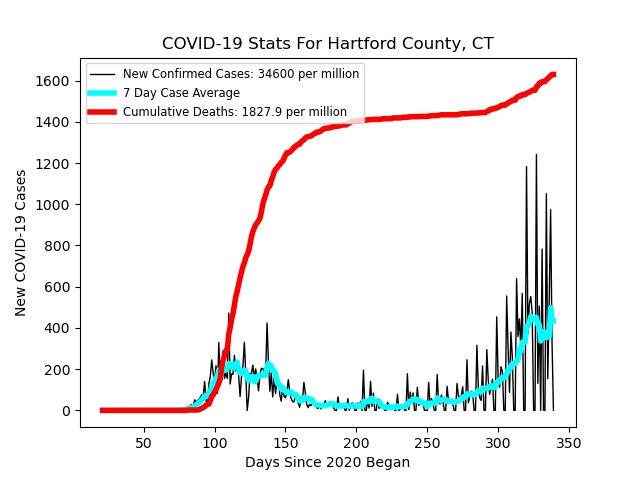 COVID-19 Stats For Hartford County, CT
New Confirmed Cases: 34600 per million
7 Day Case Average
Cumulative Deaths: 1827.9 per million
New COVID-19 Cases
1600
1400
1200
1000
800
600
400
200
0
50 100 150 200 250 300 350
Days Since 2020 Began